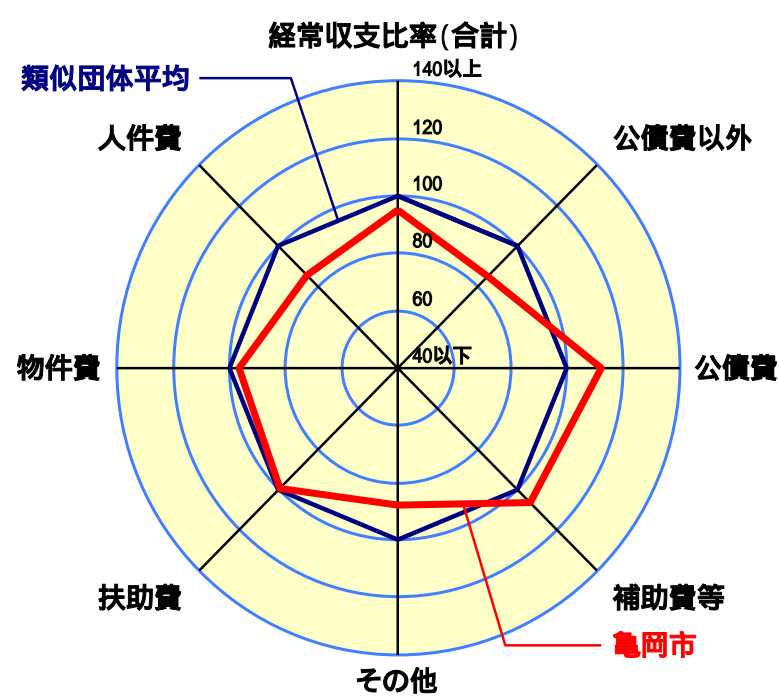 経常収支比率(合計)
140以上
類似団体平均
120
人件費
公債費以外
100
80
60
40以下
物件費
公債費
扶助費
補助費等
亀岡市
その他